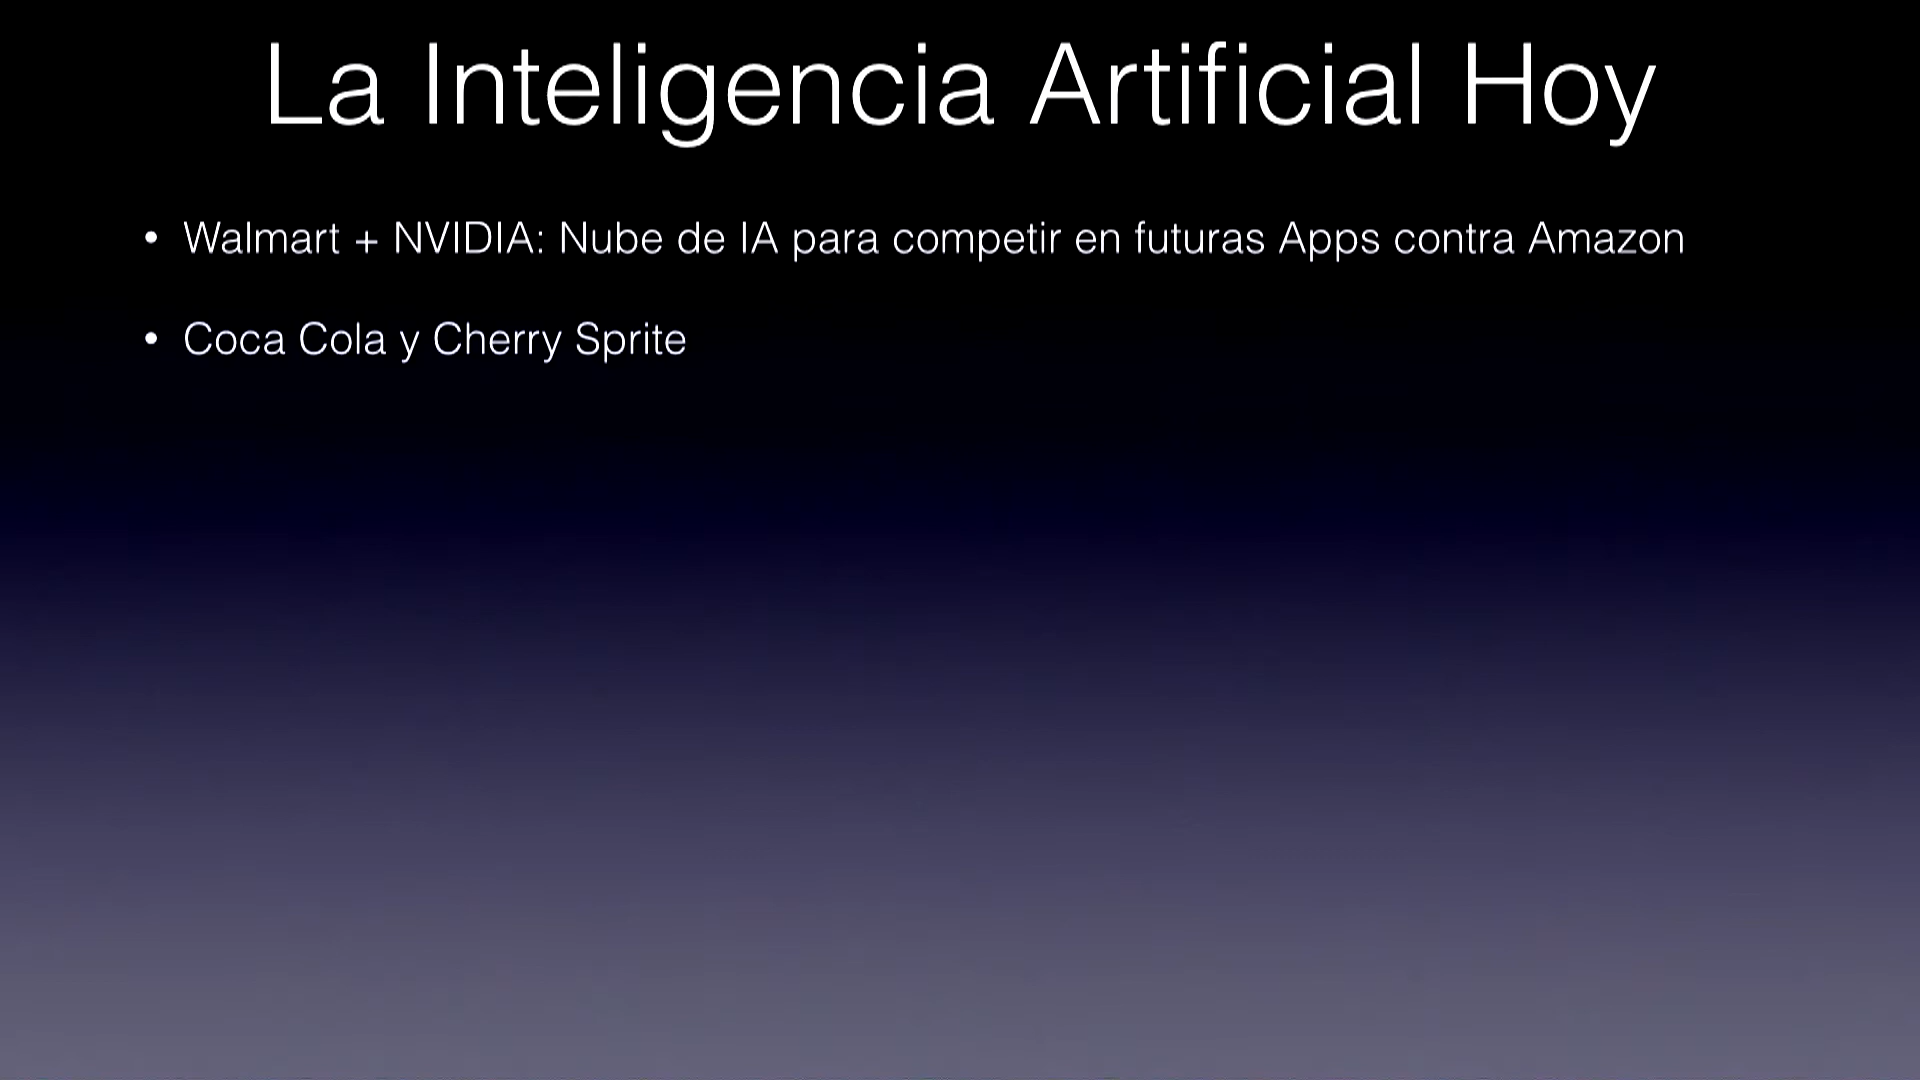 La Inteligencia Artificial Hoy
• Walmart + NVIDIA: Nube de IA para competir en futuras Apps contra Amazon
• Coca Cola y Cherry Sprite